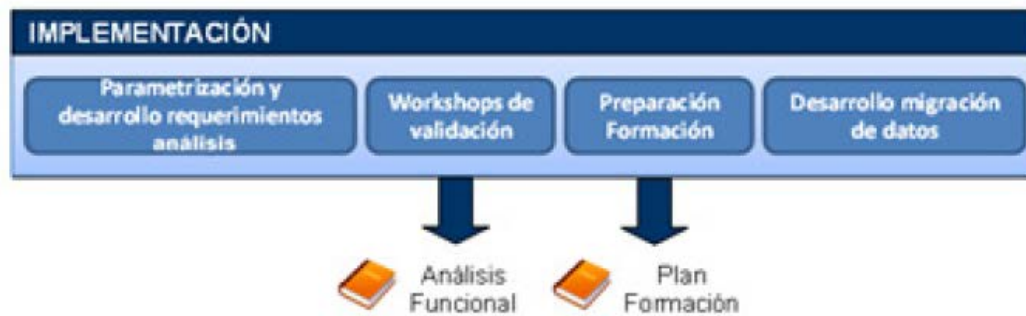 IMPLEMENTACIÓN
Parametrización y
desarrollo requerimientos
análisis
Workshops de
validación
Preparación
Formación
Desarrollo migración
de datos
Análisis
Funcional
Plan
Formación